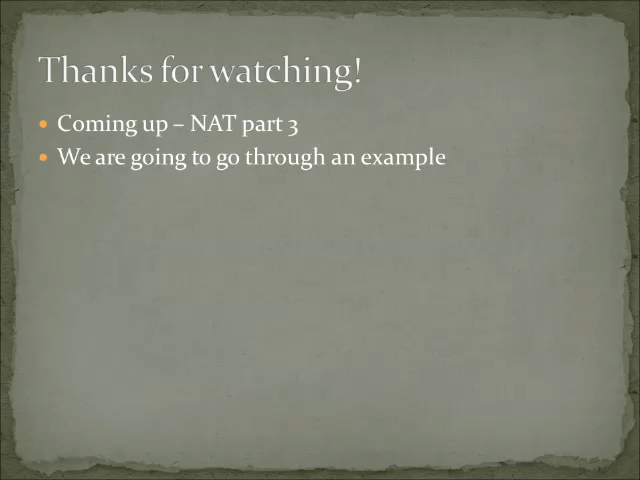 Thanks for watching!
Coming up – NAT part 3
We are going to go through an example